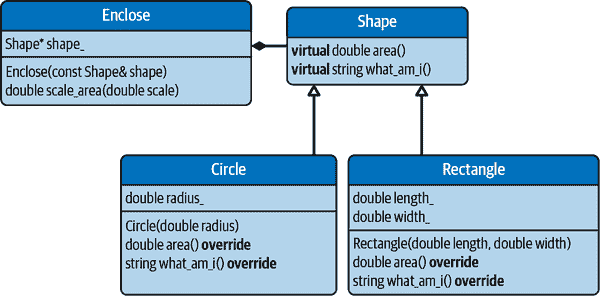 Enclose
Shape* shape_
Enclose(const Shape& shape)
double scale_area(double scale)
Shape
virtual double area()
virtual string what_am_i()
Circle
double radius_
Circle(double radius)
double area() override
string what_am_i() override
Rectangle
double length_
double width_
Rectangle(double length, double width)
double area() override
string what_am_i() override